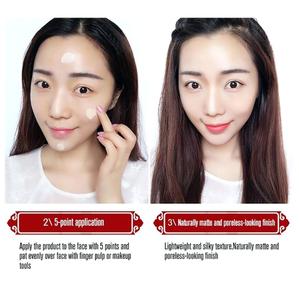 2\ 5-point application
3\ Naturally matte and poreless-looking finish
Apply the product to the face with 5 points and
pat evenly over face with finger pulp or makeup
tools
Lightweight and silky texture,Naturally matte and
poreless-looking finish